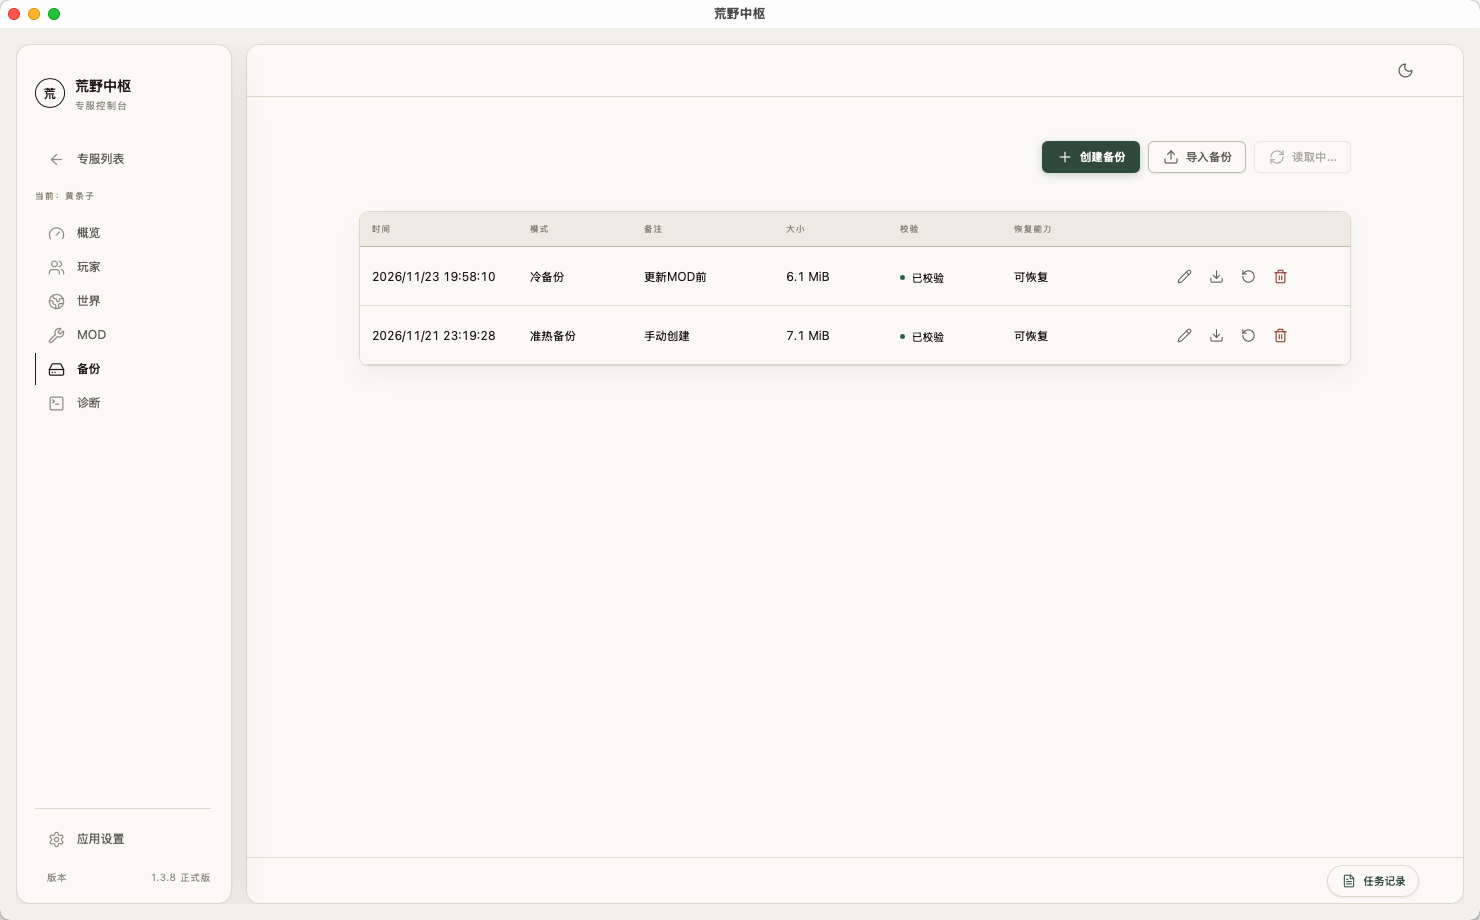 荒野中枢
荒
荒野中枢
专服控制台
专服列表
当前：黄条子
概览
玩家
世界
MOD
备份
诊断
应用设置
版本 1.3.8 正式版
创建备份 导入备份 读取中...
时间 模式 备注 大小 校验 恢复能力
2026/11/23 19:58:10 冷备份 更新MOD前 6.1 MiB 已校验 可恢复
2026/11/21 23:19:28 准热备份 手动创建 7.1 MiB 已校验 可恢复
任务记录